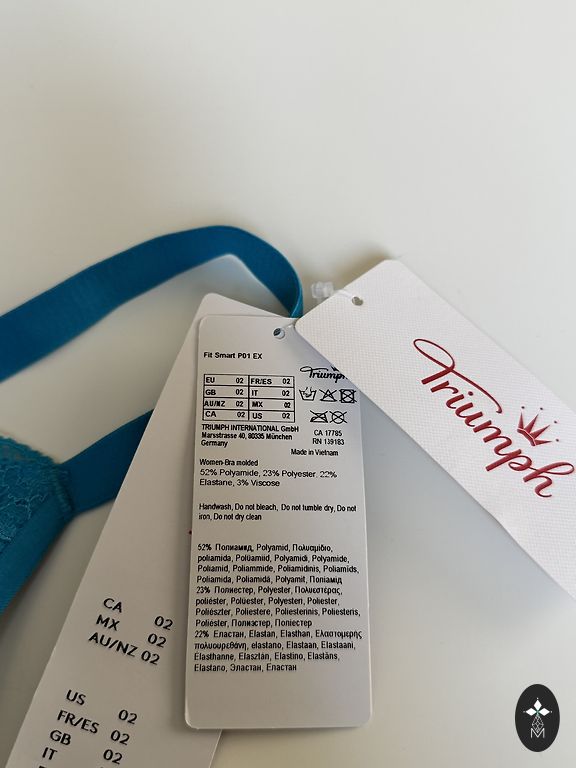 Fit Smart P01 EX
Triumph
EU 02 FR/ES 02
GB 02 IT 02
AU/NZ 02 MX 02
CA 02 US 02
TRIUMPH INTERNATIONAL GmbH
Marsstrasse 40, 80335 München
Germany
CA 17785
RN 139183
Made in Vietnam
Women-Bra molded
52% Polyamide, 23% Polyester, 22%
Elastane, 3% Viscose
Handwash, Do not bleach, Do not tumble dry, Do not
iron, Do not dry clean
52% Полиамид, Polyamid, Πολυαμίδιο,
poliamida, Polüamiid, Polyamidi, Polyamide,
Poliamid, Poliammide, Poliamidinis, Poliamīds,
Poliamida, Poliamidă, Polyamit, Поліамід
23% Полиестер, Polyester, Πολυεστέρας,
poliéster, Polüester, Polyesteri, Poliester,
Poliészter, Poliestere, Poliesterinis, Poliesteris,
Poliéster, Полиэстер, Поліестер
22% Еластан, Elastan, Elasthan, Ελαστομερής
πολυουρεθάνη, elastano, Elastaan, Elastaani,
Elasthanne, Elasztán, Elastino, Elastāns,
Elastano, Эластан, Еластан
Triumph
CA 02
MX 02
AU/NZ 02
US 02
FR/ES 02
GB 02
IT 02
M